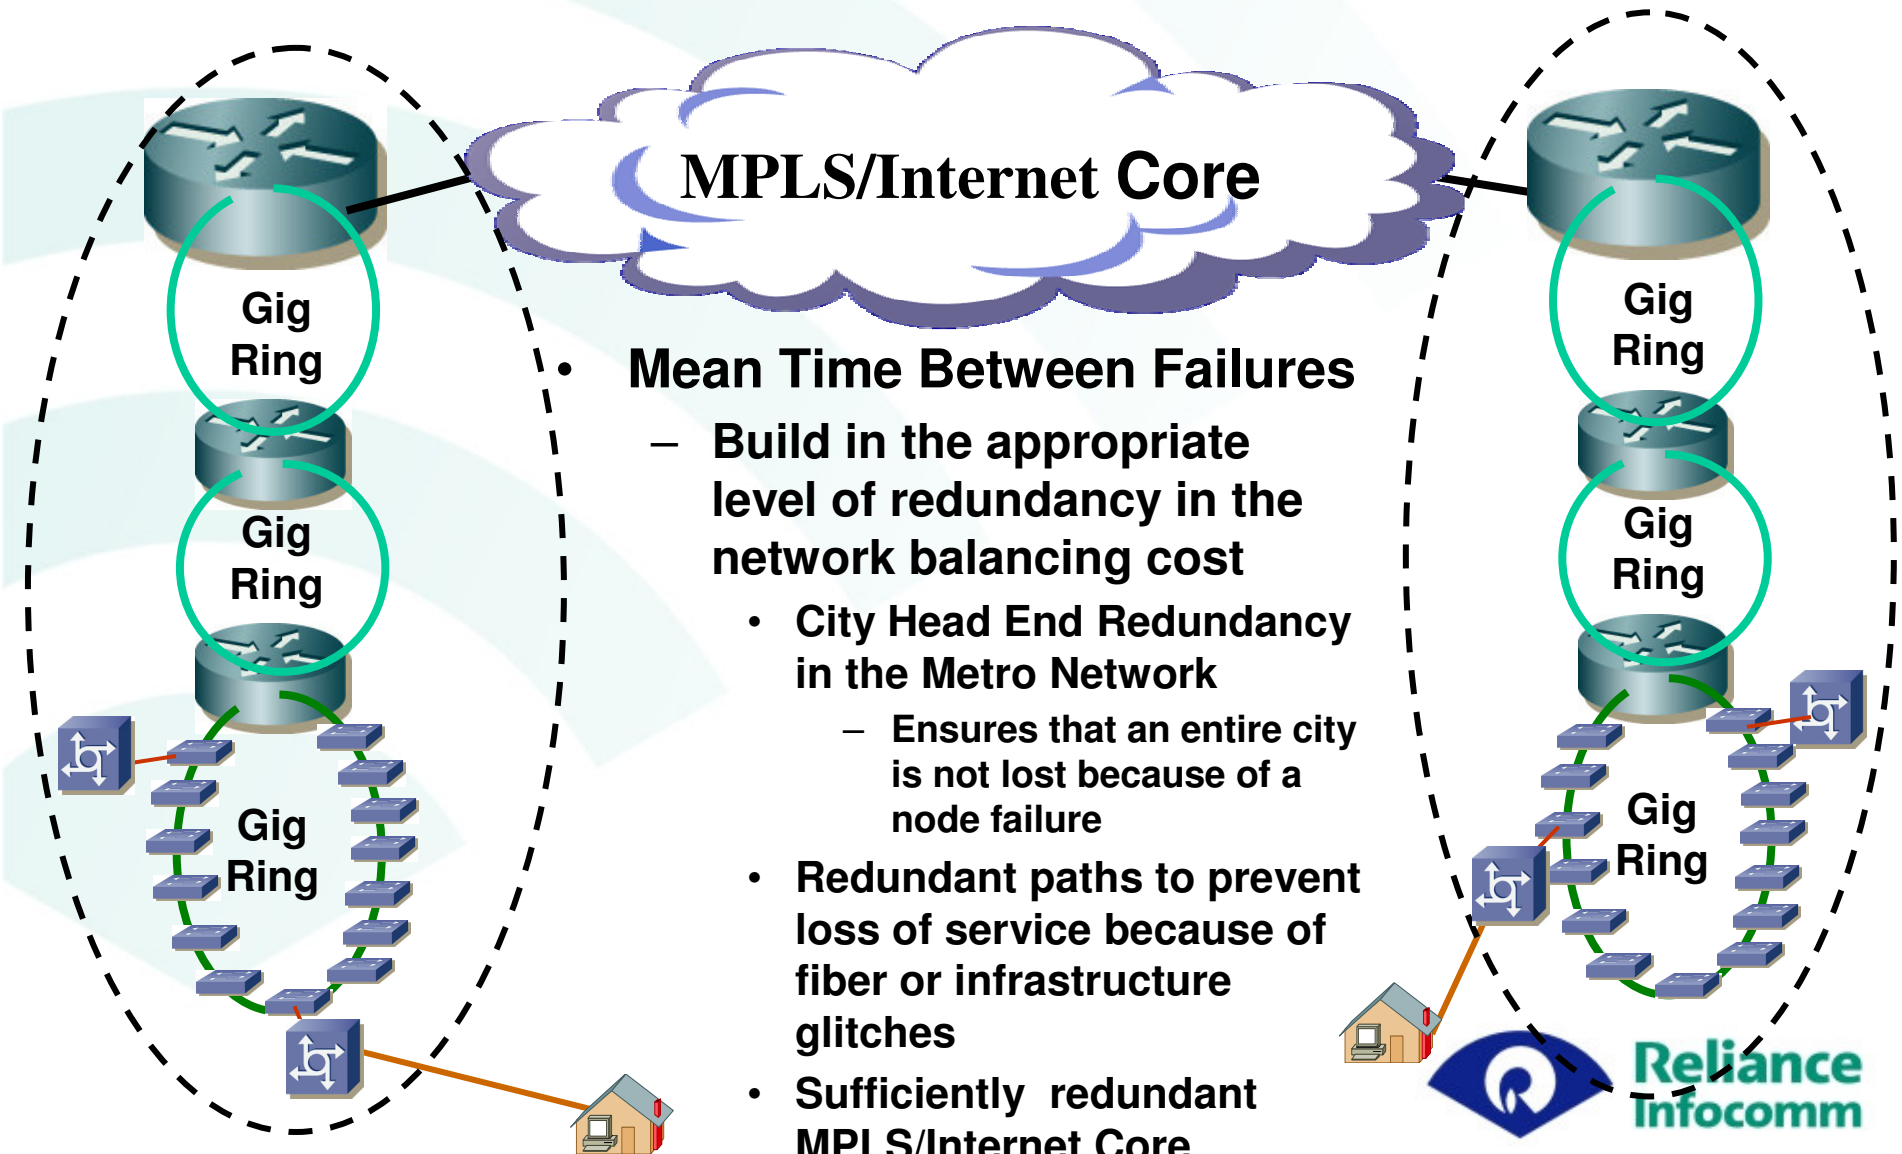 MPLS/Internet Core
Gig
Ring
Gig
Ring
Gig
Ring
• Mean Time Between Failures
– Build in the appropriate
level of redundancy in the
network balancing cost
• City Head End Redundancy
in the Metro Network
– Ensures that an entire city
is not lost because of a
node failure
• Redundant paths to prevent
loss of service because of
fiber or infrastructure
glitches
• Sufficiently redundant
MPLS/Internet Core
Gig
Ring
Gig
Ring
Gig
Ring
Reliance
Infocomm